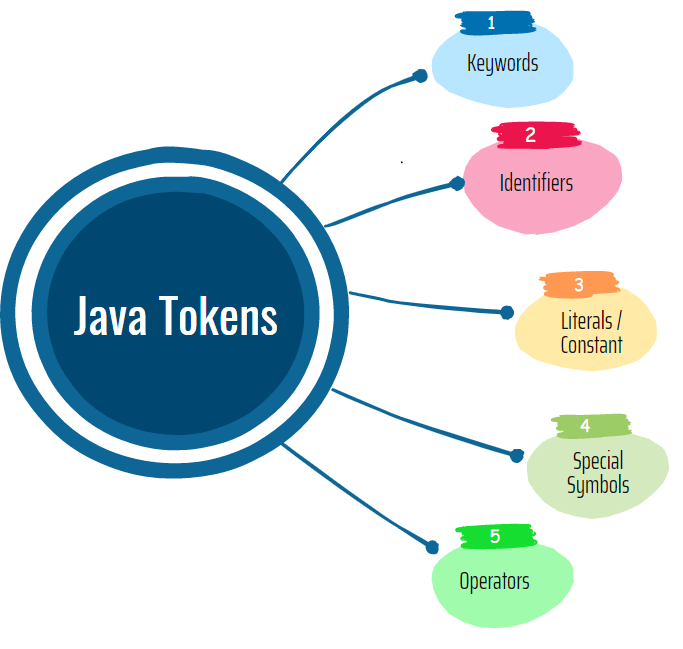 1
Keywords
2
Identifiers
3
Literals /
Constant
Java Tokens
4
Special
Symbols
5
Operators